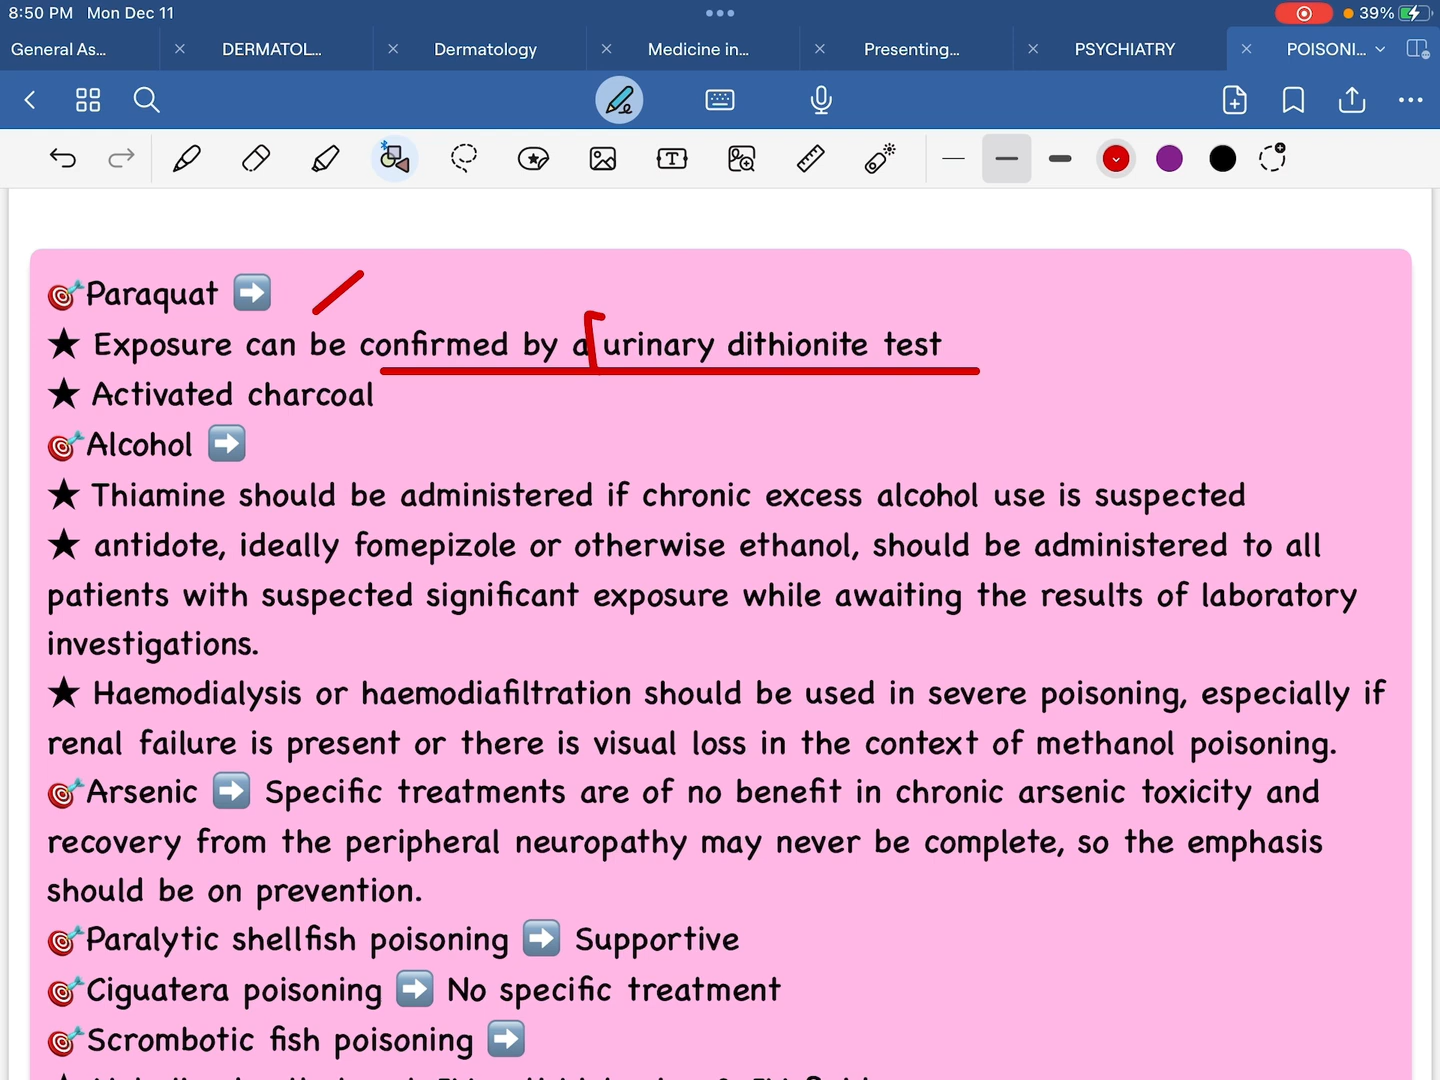 8:50 PM Mon Dec 11
39%
General As...
DERMATOL...
Dermatology
Medicine in...
Presenting...
PSYCHIATRY
POISONI...
🎯Paraquat ➡️
★ Exposure can be confirmed by a urinary dithionite test
★ Activated charcoal
🎯Alcohol ➡️
★ Thiamine should be administered if chronic excess alcohol use is suspected
★ antidote, ideally fomepizole or otherwise ethanol, should be administered to all
patients with suspected significant exposure while awaiting the results of laboratory
investigations.
★ Haemodialysis or haemodiafiltration should be used in severe poisoning, especially if
renal failure is present or there is visual loss in the context of methanol poisoning.
🎯Arsenic ➡️ Specific treatments are of no benefit in chronic arsenic toxicity and
recovery from the peripheral neuropathy may never be complete, so the emphasis
should be on prevention.
🎯Paralytic shellfish poisoning ➡️ Supportive
🎯Ciguatera poisoning ➡️ No specific treatment
🎯Scrombotic fish poisoning ➡️